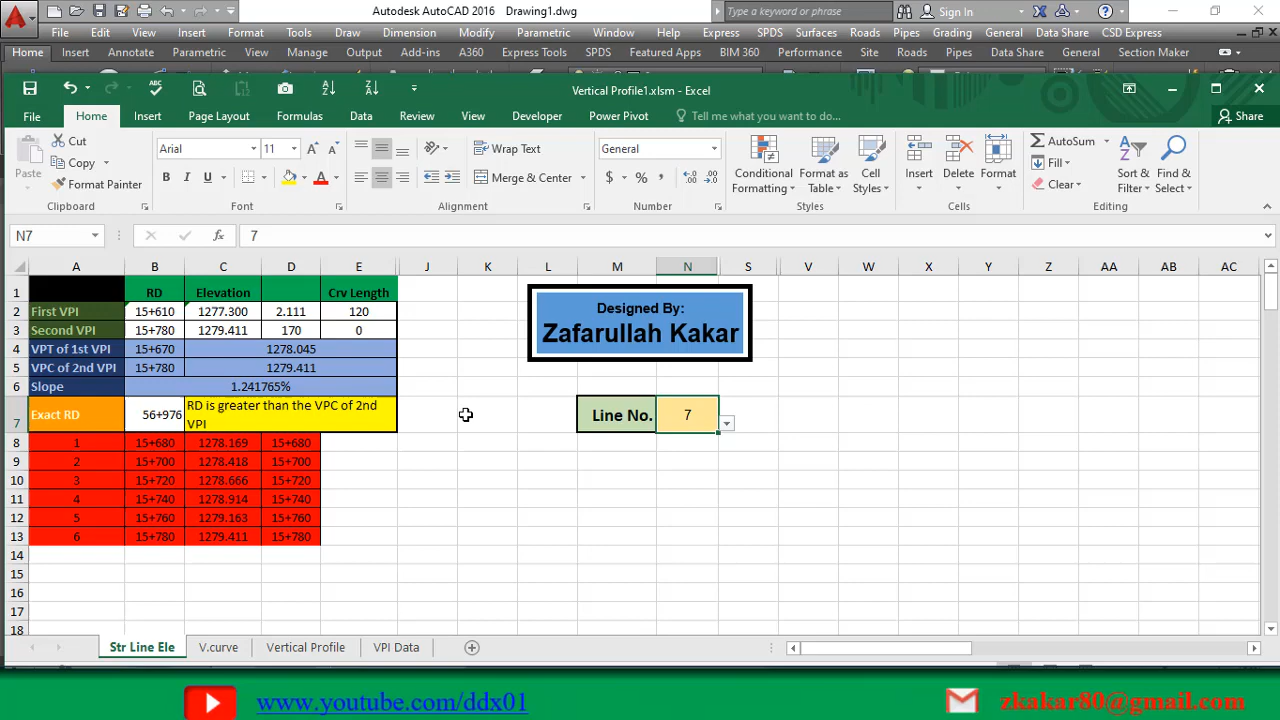 Autodesk AutoCAD 2016 Drawing1.dwg
Type a keyword or phrase
Sign In
File Edit View Insert Format Tools Draw Dimension Modify Parametric Window Help Express SPDS Surfaces Roads Pipes Grading General Data Share CSD Express
Home Insert Annotate Parametric View Manage Output Add-ins A360 Express Tools SPDS Featured Apps BIM 360 Performance Site Roads Pipes Data Share General Section Maker
Vertical Profile1.xlsm - Excel
File Home Insert Page Layout Formulas Data Review View Developer Power Pivot Tell me what you want to do... Share
Paste
Cut
Copy
Format Painter
Clipboard
Arial 11
B I U
Font
Wrap Text
Merge & Center
Alignment
General
$ % ,
Number
Conditional Formatting
Format as Table
Cell Styles
Styles
Insert
Delete
Format
Cells
AutoSum
Fill
Clear
Sort & Filter
Find & Select
Editing
N7 fx 7
A B C D E J K L M N S V W X Y Z AA AB AC
1 RD Elevation Crv Length
2 First VPI 15+610 1277.300 2.111 120
3 Second VPI 15+780 1279.411 170 0
4 VPT of 1st VPI 15+670 1278.045
5 VPC of 2nd VPI 15+780 1279.411
6 Slope 1.241765%
7 Exact RD 56+976 RD is greater than the VPC of 2nd VPI
8 1 15+680 1278.169 15+680
9 2 15+700 1278.418 15+700
10 3 15+720 1278.666 15+720
11 4 15+740 1278.914 15+740
12 5 15+760 1279.163 15+760
13 6 15+780 1279.411 15+780
14
15
16
17
18
Designed By:
Zafarullah Kakar
Line No. 7
Str Line Ele V.curve Vertical Profile VPI Data
www.youtube.com/ddx01
zkakar80@gmail.com